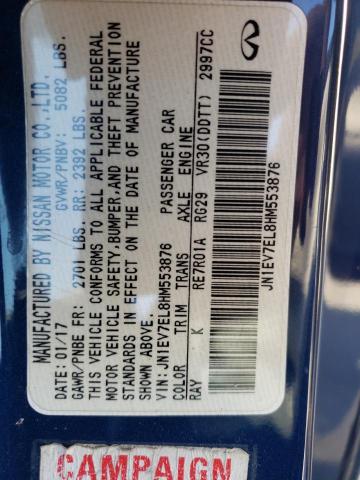 MANUFACTURED BY NISSAN MOTOR CO.,LTD.
DATE: 01/17 GVWR/PNBV: 5082 LBS.
GAWR/PNBE FR: 2701 LBS. RR: 2392 LBS.
THIS VEHICLE CONFORMS TO ALL APPLICABLE FEDERAL
MOTOR VEHICLE SAFETY,BUMPER,AND THEFT PREVENTION
STANDARDS IN EFFECT ON THE DATE OF MANUFACTURE
SHOWN ABOVE.
VIN: JN1EV7EL8HM553876 PASSENGER CAR
COLOR TRIM TRANS AXLE ENGINE
RAY K RE7R01A RG29 VR30(DDTT) 2997CC
JN1EV7EL8HM553876
CAMPAIGN